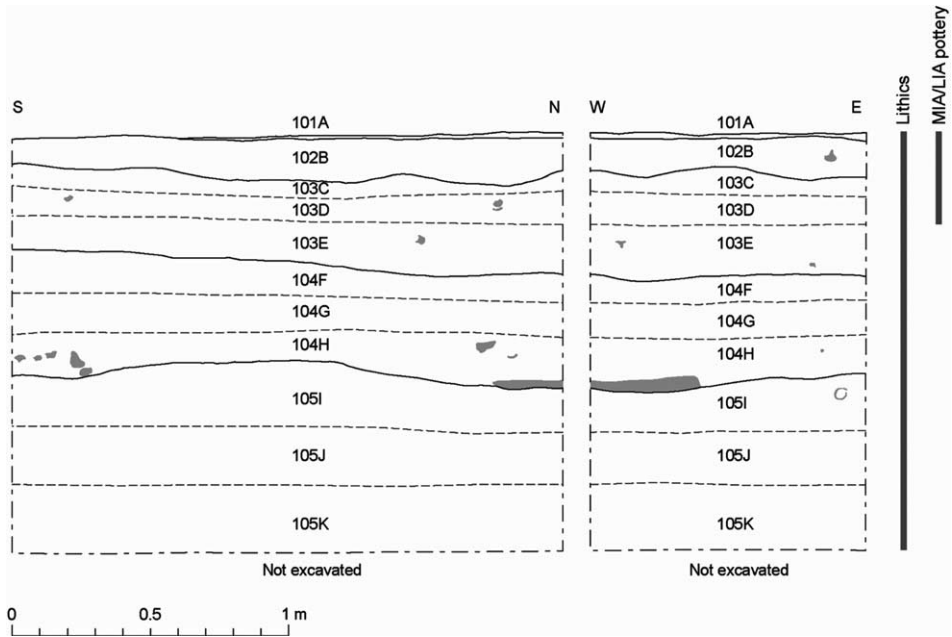 S
N
W
E
101A
102B
103C
103D
103E
104F
104G
104H
105I
105J
105K
Not excavated
101A
102B
103C
103D
103E
104F
104G
104H
105I
105J
105K
Not excavated
Lithics
MIA/LIA pottery
0 0.5 1 m